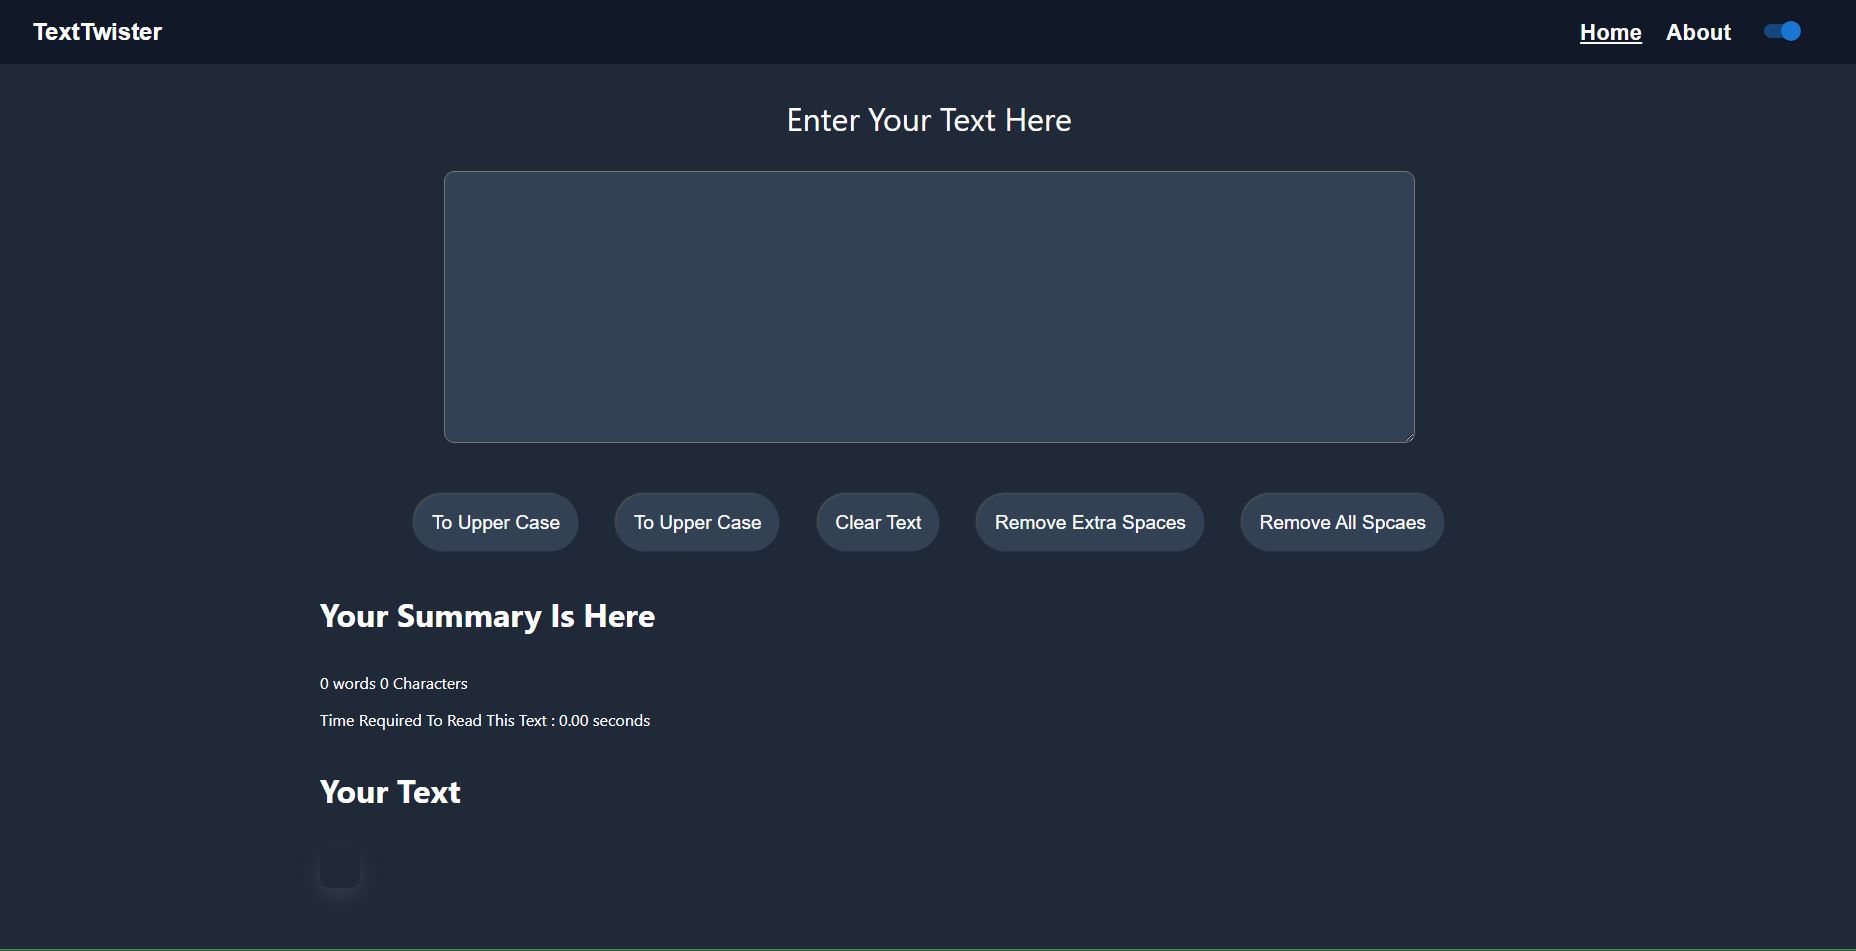 TextTwister Home About
Enter Your Text Here
To Upper Case To Upper Case Clear Text Remove Extra Spaces Remove All Spcaes
Your Summary Is Here
0 words 0 Characters
Time Required To Read This Text : 0.00 seconds
Your Text